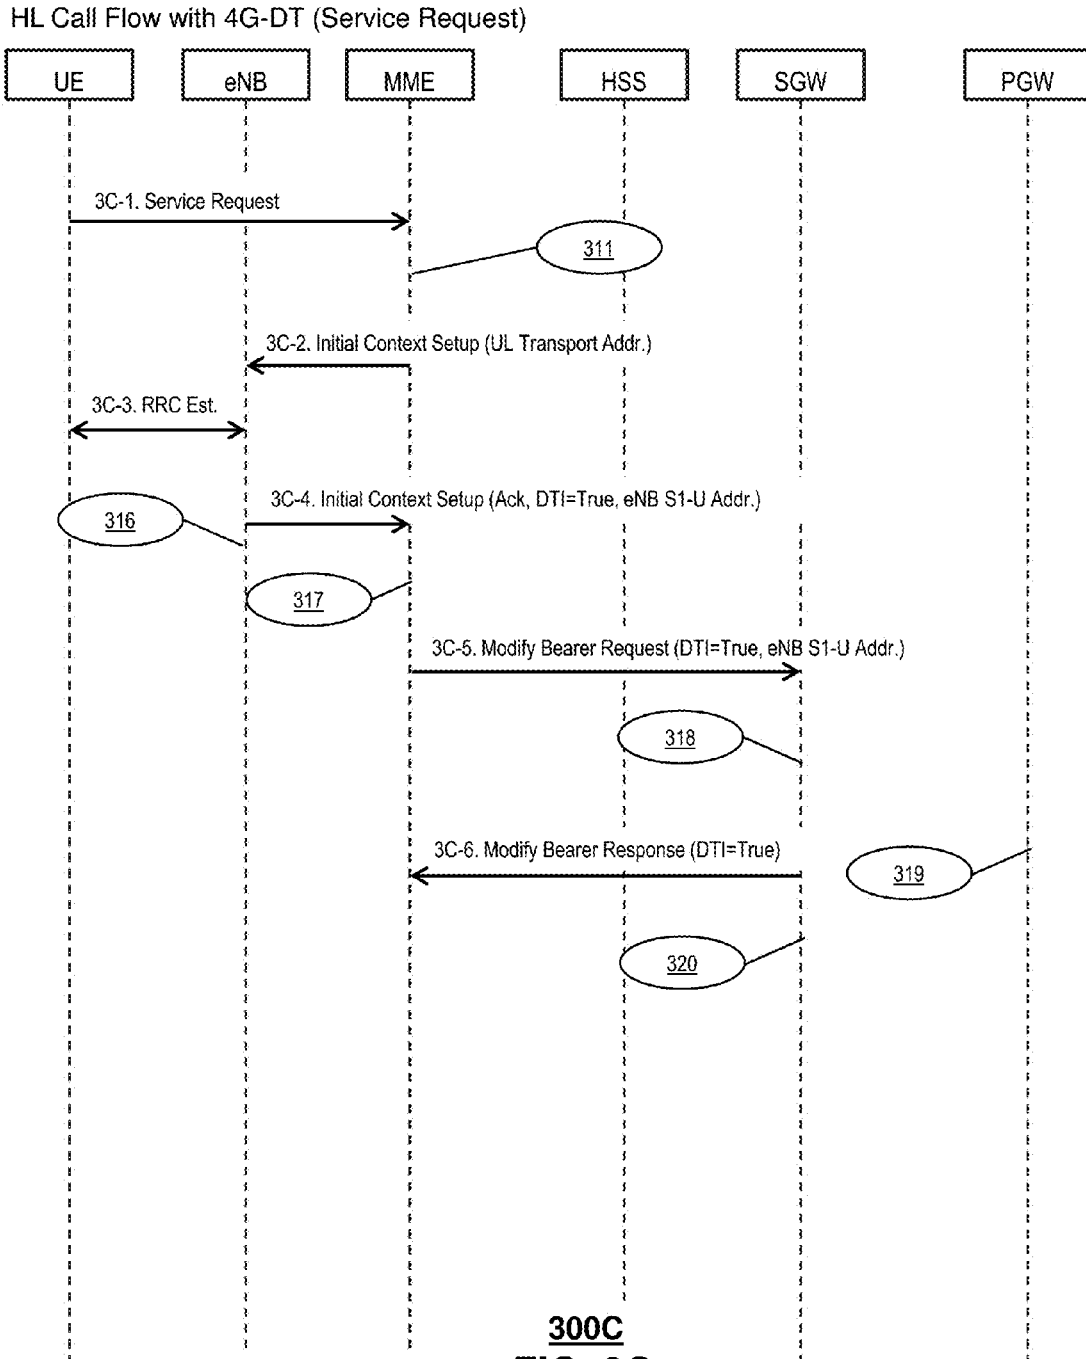 HL Call Flow with 4G-DT (Service Request)
UE eNB MME HSS SGW PGW
3C-1. Service Request
311
3C-2. Initial Context Setup (UL Transport Addr.)
3C-3. RRC Est.
3C-4. Initial Context Setup (Ack, DTI=True, eNB S1-U Addr.)
316
317
3C-5. Modify Bearer Request (DTI=True, eNB S1-U Addr.)
318
3C-6. Modify Bearer Response (DTI=True)
319
320
300C